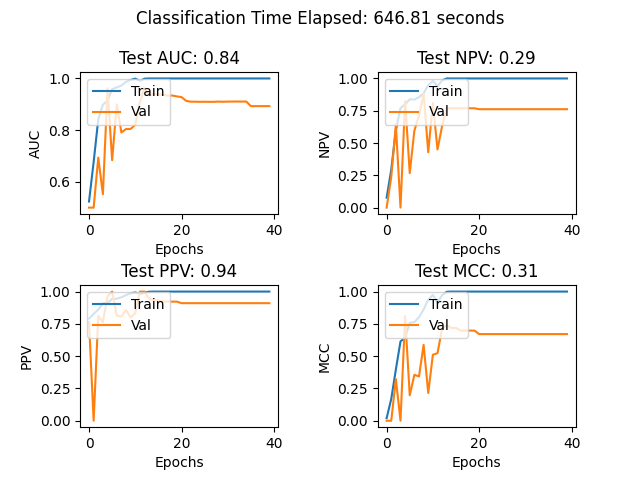 Classification Time Elapsed: 646.81 seconds
Test AUC: 0.84
1.0
0.8
0.6
AUC
Train
Val
0
20
40
Epochs
Test NPV: 0.29
1.00
0.75
0.50
0.25
0.00
NPV
Train
Val
0
20
40
Epochs
Test PPV: 0.94
1.00
0.75
0.50
0.25
0.00
PPV
Train
Val
0
20
40
Epochs
Test MCC: 0.31
1.00
0.75
0.50
0.25
0.00
MCC
Train
Val
0
20
40
Epochs